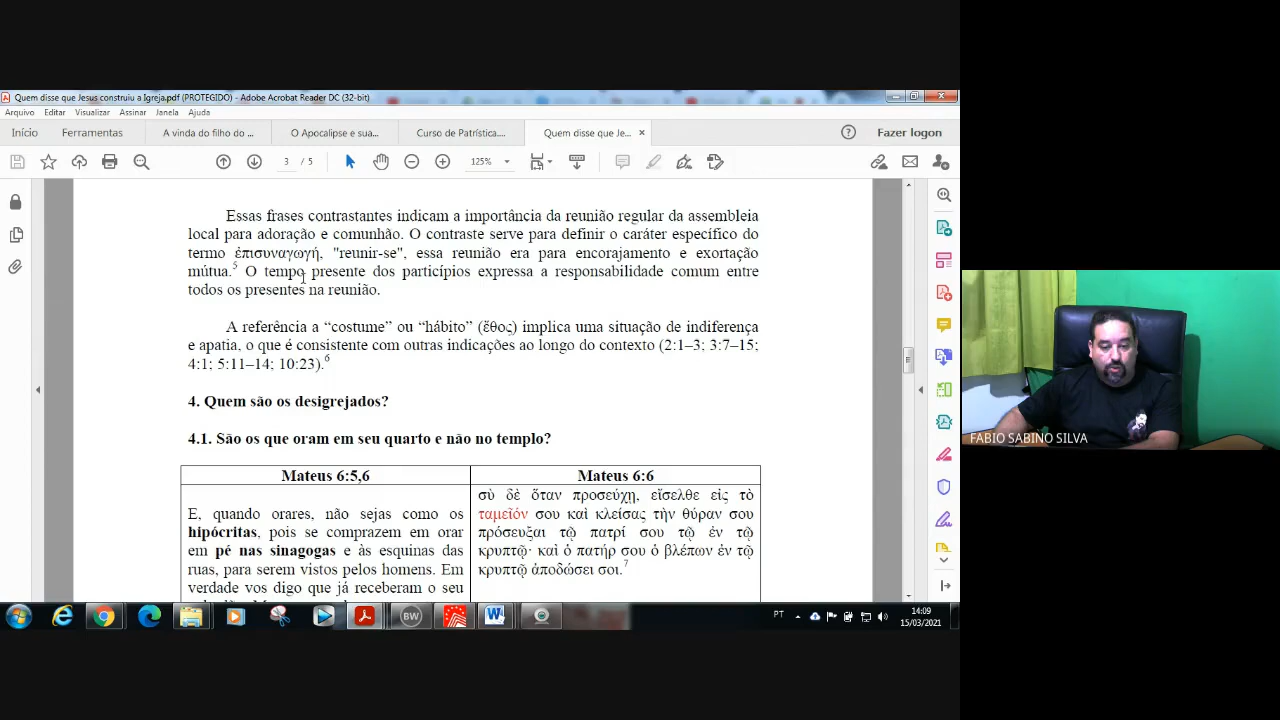 Quem disse que Jesus construiu a Igreja.pdf (PROTEGIDO) - Adobe Acrobat Reader DC (32-bit)
Arquivo Editar Visualizar Assinar Janela Ajuda
Início Ferramentas A vinda do filho do ... O Apocalipse e sua... Curso de Patrística.... Quem disse que Je... × Fazer logon
3 / 5 125%
Essas frases contrastantes indicam a importância da reunião regular da assembleia
local para adoração e comunhão. O contraste serve para definir o caráter específico do
termo ἐπισυναγωγή, "reunir-se", essa reunião era para encorajamento e exortação
mútua.5 O tempo presente dos particípios expressa a responsabilidade comum entre
todos os presentes na reunião.
A referência a “costume” ou “hábito” (ἔθος) implica uma situação de indiferença
e apatia, o que é consistente com outras indicações ao longo do contexto (2:1–3; 3:7–15;
4:1; 5:11–14; 10:23).6
4. Quem são os desigrejados?
4.1. São os que oram em seu quarto e não no templo?
Mateus 6:5,6
E, quando orares, não sejas como os
hipócritas, pois se comprazem em orar
em pé nas sinagogas e às esquinas das
ruas, para serem vistos pelos homens. Em
verdade vos digo que já receberam o seu
Mateus 6:6
σὺ δὲ ὅταν προσεύχῃ, εἴσελθε εἰς τὸ
ταμεῖόν σου καὶ κλείσας τὴν θύραν σου
πρόσευξαι τῷ πατρί σου τῷ ἐν τῷ
κρυπτῷ· καὶ ὁ πατήρ σου ὁ βλέπων ἐν τῷ
κρυπτῷ ἀποδώσει σοι.7
FABIO SABINO SILVA
BW
PT
14:09
15/03/2021